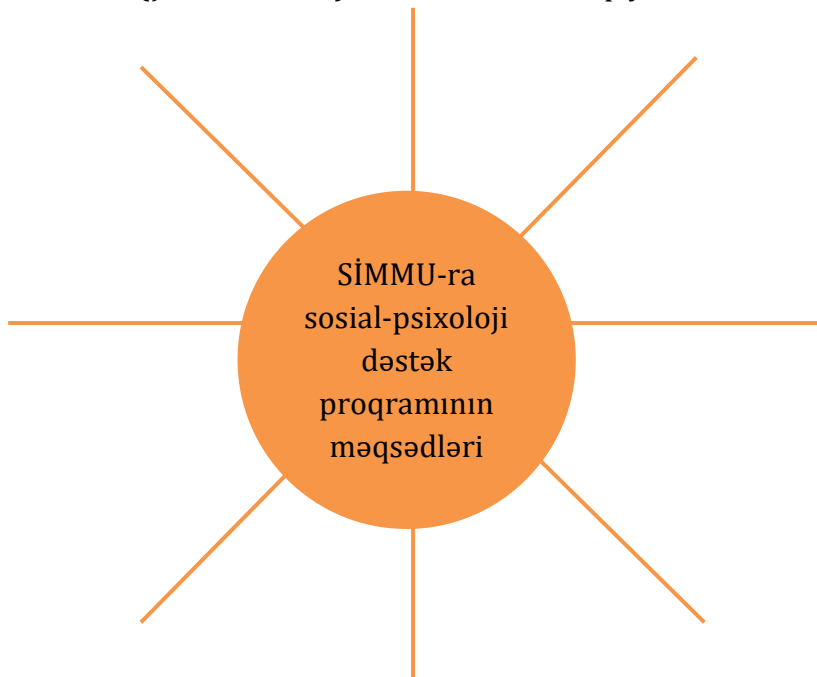 SİMMU-ra
sosial-psixoloji
dəstək
proqramının
məqsədləri